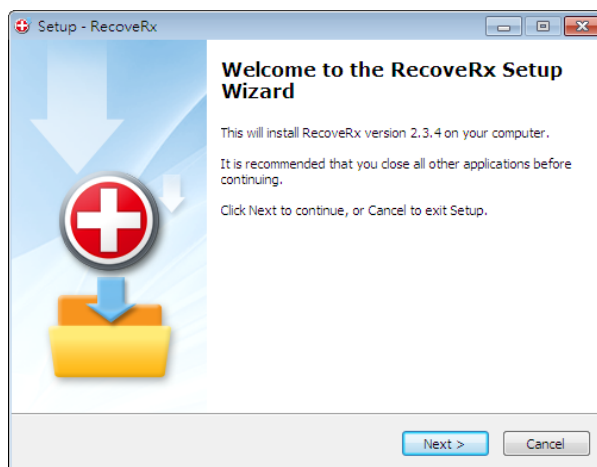 Setup - RecoveRx
Welcome to the RecoveRx Setup
Wizard
This will install RecoveRx version 2.3.4 on your computer.
It is recommended that you close all other applications before
continuing.
Click Next to continue, or Cancel to exit Setup.
Next >
Cancel